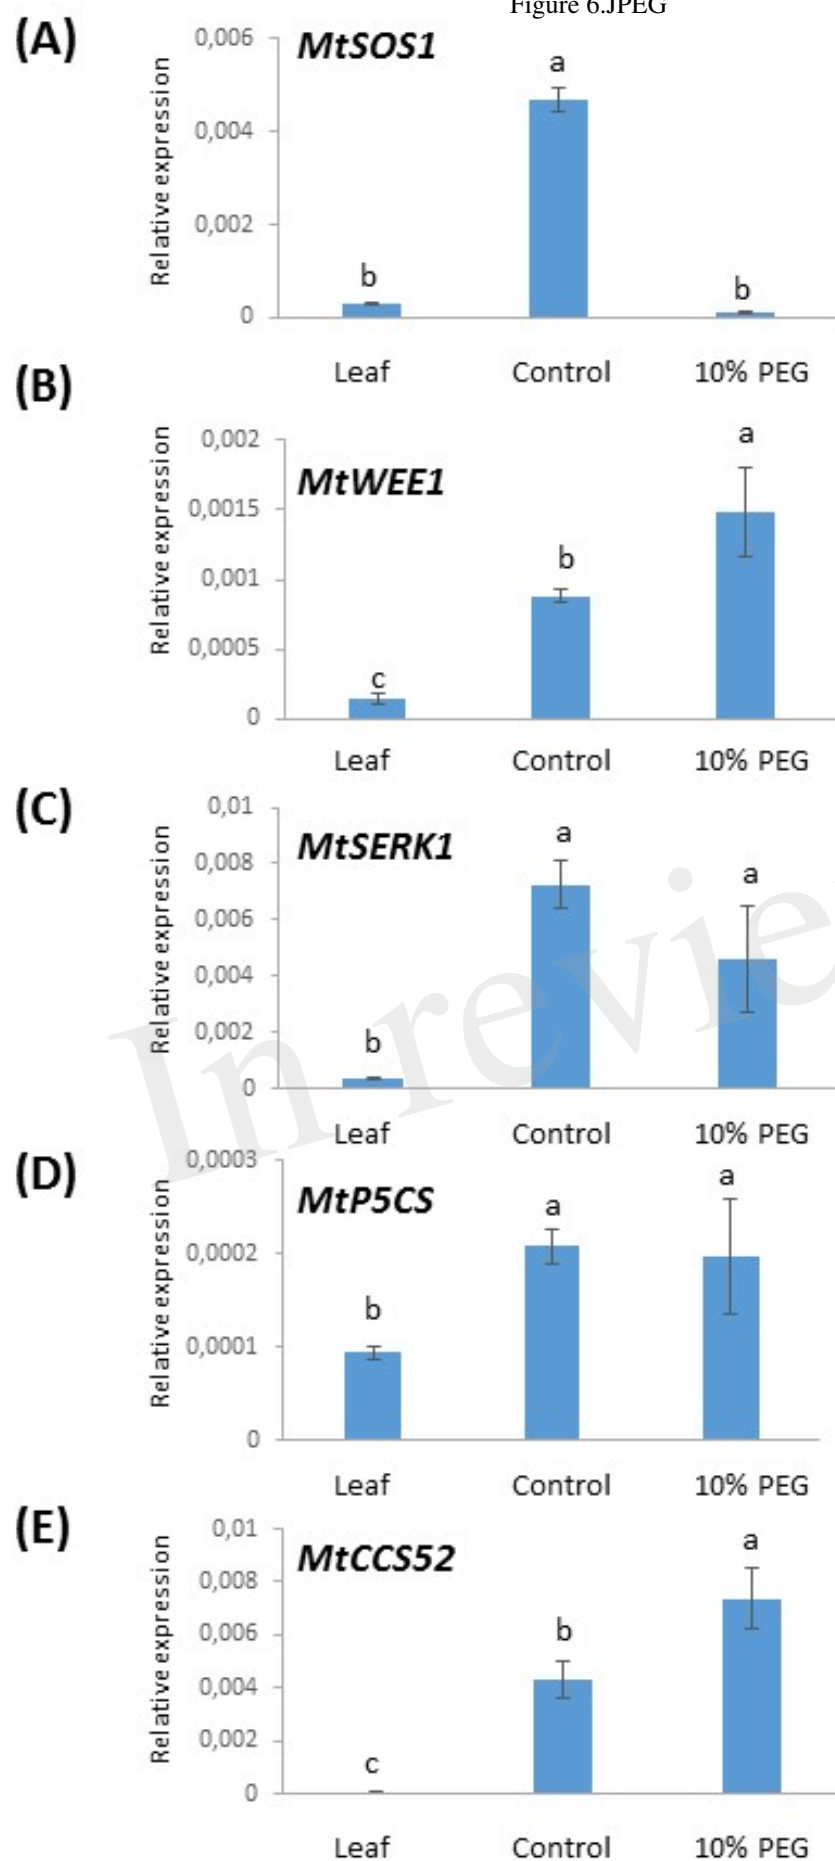 Figure 6.JPEG
(A)
MtSOS1
Relative expression
0,006
0,004
0,002
0
b
a
b
Leaf Control 10% PEG
(B)
MtWEE1
Relative expression
0,002
0,0015
0,001
0,0005
0
c
b
a
Leaf Control 10% PEG
(C)
MtSERK1
Relative expression
0,01
0,008
0,006
0,004
0,002
0
b
a
a
Leaf Control 10% PEG
(D)
MtP5CS
Relative expression
0,0003
0,0002
0,0001
0
b
a
a
Leaf Control 10% PEG
(E)
MtCCS52
Relative expression
0,01
0,008
0,006
0,004
0,002
0
c
b
a
Leaf Control 10% PEG
In revie